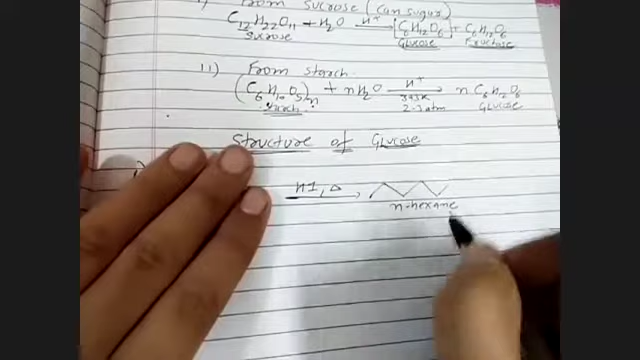 From Sucrose (Can Sugar)
C12H22O11 + H2O H+ → C6H12O6 + C6H12O6
Sucrose Glucose Fructose
ii) From starch.
(C6H10O5)n + nH2O H+ → n C6H12O6
Starch 393K Glucose
2-3 atm
Structure of Glucose
HI, Δ →
n-hexane